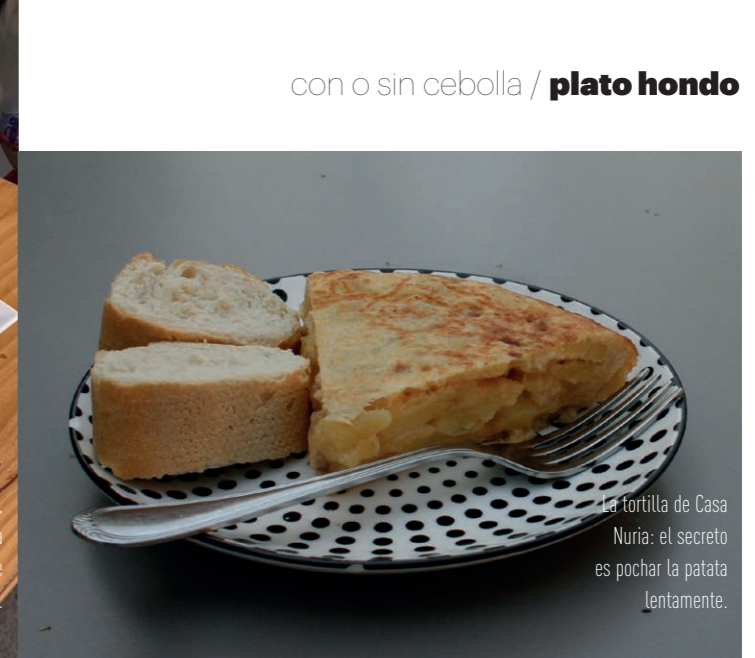 con o sin cebolla / plato hondo
La tortilla de Casa
Nuria: el secreto
es pochar la patata
lentamente.